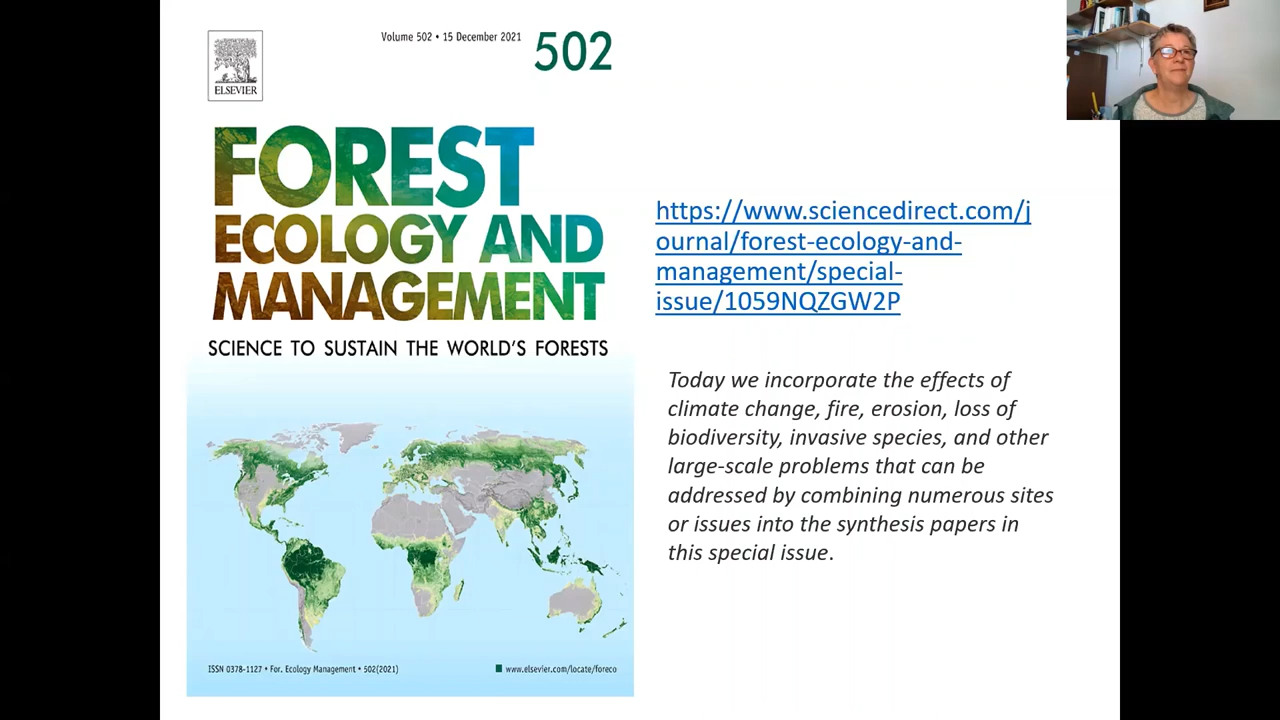 Volume 502 • 15 December 2021
502
ELSEVIER
FOREST
ECOLOGY AND
MANAGEMENT
SCIENCE TO SUSTAIN THE WORLD'S FORESTS
ISSN 0378-1127 • For. Ecology Management • 502(2021)
www.elsevier.com/locate/foreco
https://www.sciencedirect.com/j
ournal/forest-ecology-and-
management/special-
issue/1059NQZGW2P
Today we incorporate the effects of
climate change, fire, erosion, loss of
biodiversity, invasive species, and other
large-scale problems that can be
addressed by combining numerous sites
or issues into the synthesis papers in
this special issue.